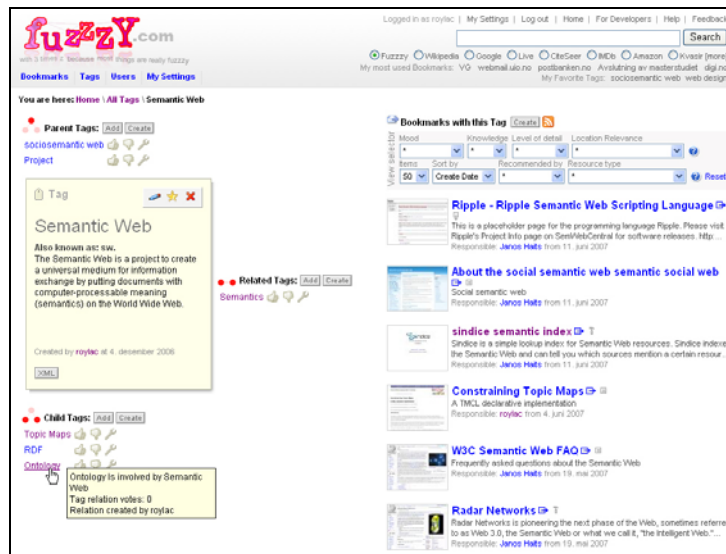 Logged in as roylac | My Settings | Log out | Home | For Developers | Help | Feedback
fuzzzy.com
because most things are really fuzzy
Search
Fuzzzy Wikipedia Google Live CiteSeer IMDb Amazon Kvasir [more]
My most used Bookmarks: VG webmail.uio.no postbanken.no Avslutning av masterstudiet digi.no
My Favorite Tags: sociosemantic web web design
Bookmarks Tags Users My Settings
You are here: Home \ All Tags \ Semantic Web
Parent Tags: Add Create
sociosemantic web
Project
Tag
Semantic Web
Also known as: sw.
The Semantic Web is a project to create
a universal medium for information
exchange by putting documents with
computer-processable meaning
(semantics) on the World Wide Web.
Created by roylac at 4. desember 2006
XML
Related Tags: Add Create
Semantics
Child Tags: Add Create
Topic Maps
RDF
Ontology
Ontology is involved by Semantic
Web
Tag relation votes: 0
Relation created by roylac
Bookmarks with this Tag Create
View selector
Mood Knowledge Level of detail Location Relevance
* * * *
Items Sort by Recommended by Resource type
50 Create Date * * Reset
Ripple - Ripple Semantic Web Scripting Language
This is a placeholder page for the programming language Ripple. Please visit
Ripple's Project Info page on SemWebCentral for software releases. http:...
Responsible: Janos Haits from 11. juni 2007
About the social semantic web semantic social web
Social semantic web
Responsible: Janos Haits from 11. juni 2007
sindice semantic index
Sindice is a simple lookup index for Semantic Web resources. Sindice indexe
the Semantic Web and can tell you which sources mention a certain resour..
Responsible: Janos Haits from 11. juni 2007
Constraining Topic Maps
A TMCL declarative implementation
Responsible: roylac from 4. juni 2007
W3C Semantic Web FAQ
Frequently asked questions about the Semantic Web
Responsible: Janos Haits from 19. mai 2007
Radar Networks
Radar Networks is pioneering the next phase of the Web, sometimes referre
to as Web 3.0, the Semantic Web or what we call it, "the Intelligent Web."...
Responsible: Janos Haits from 19. mai 2007